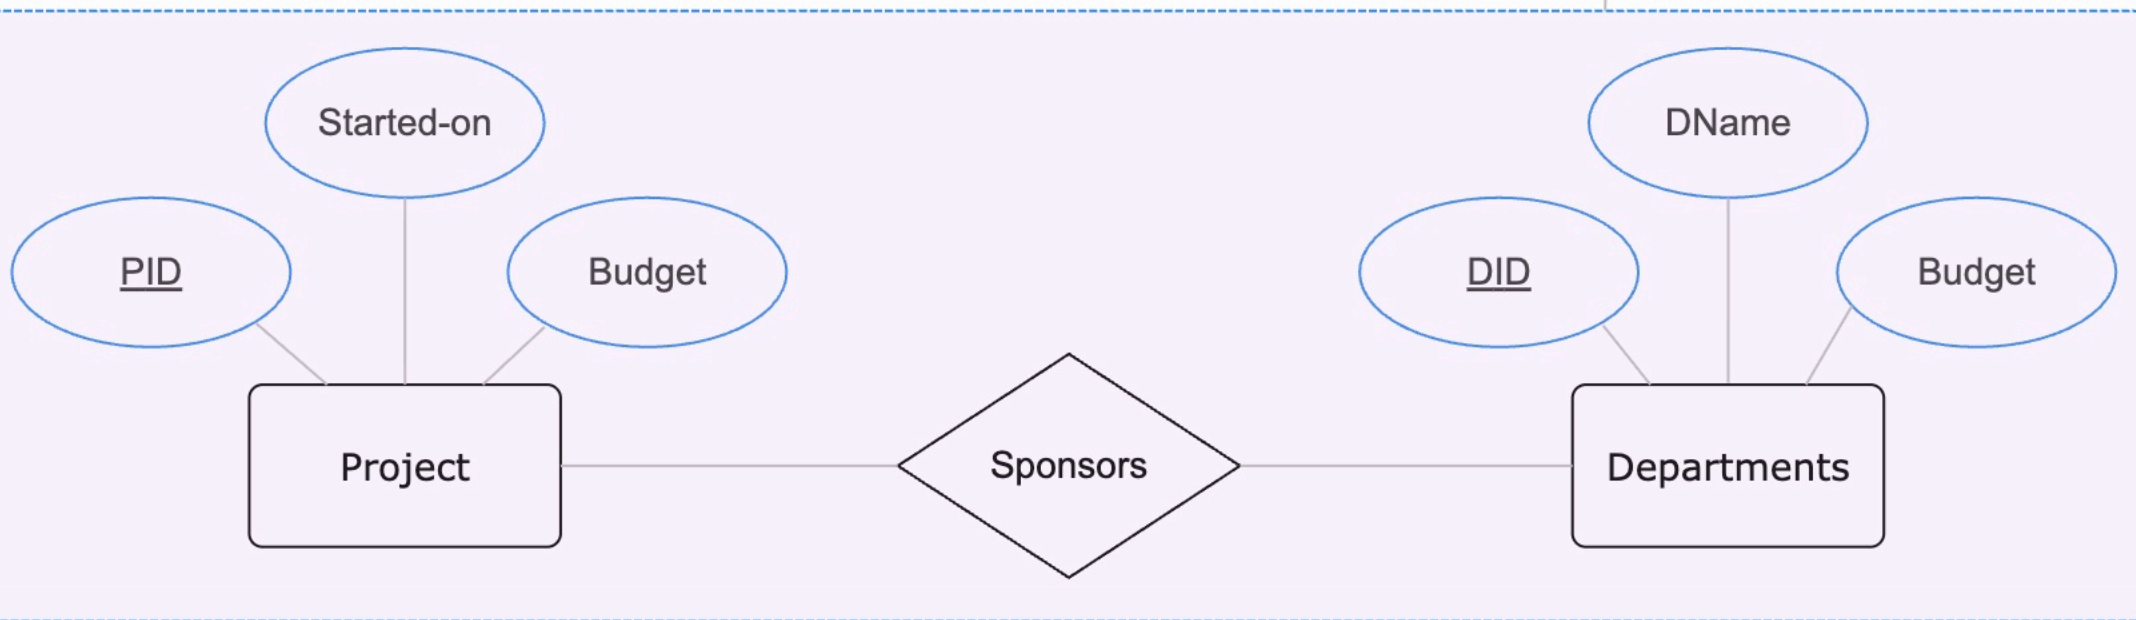 Started-on
DName
PID
Budget
DID
Budget
Project
Sponsors
Departments